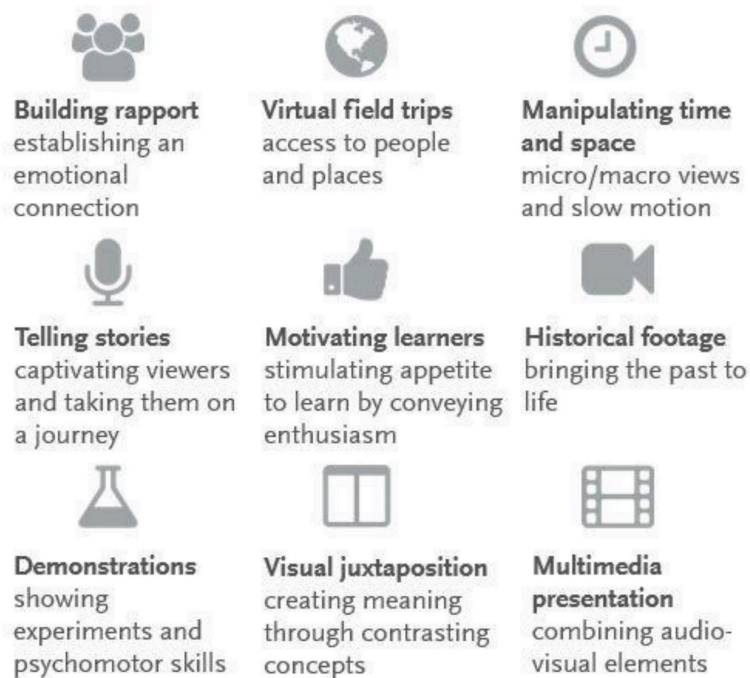 Building rapport
establishing an
emotional
connection
Virtual field trips
access to people
and places
Manipulating time
and space
micro/macro views
and slow motion
Telling stories
captivating viewers
and taking them on
a journey
Motivating learners
stimulating appetite
to learn by conveying
enthusiasm
Historical footage
bringing the past to
life
Demonstrations
showing
experiments and
psychomotor skills
Visual juxtaposition
creating meaning
through contrasting
concepts
Multimedia
presentation
combining audio-
visual elements